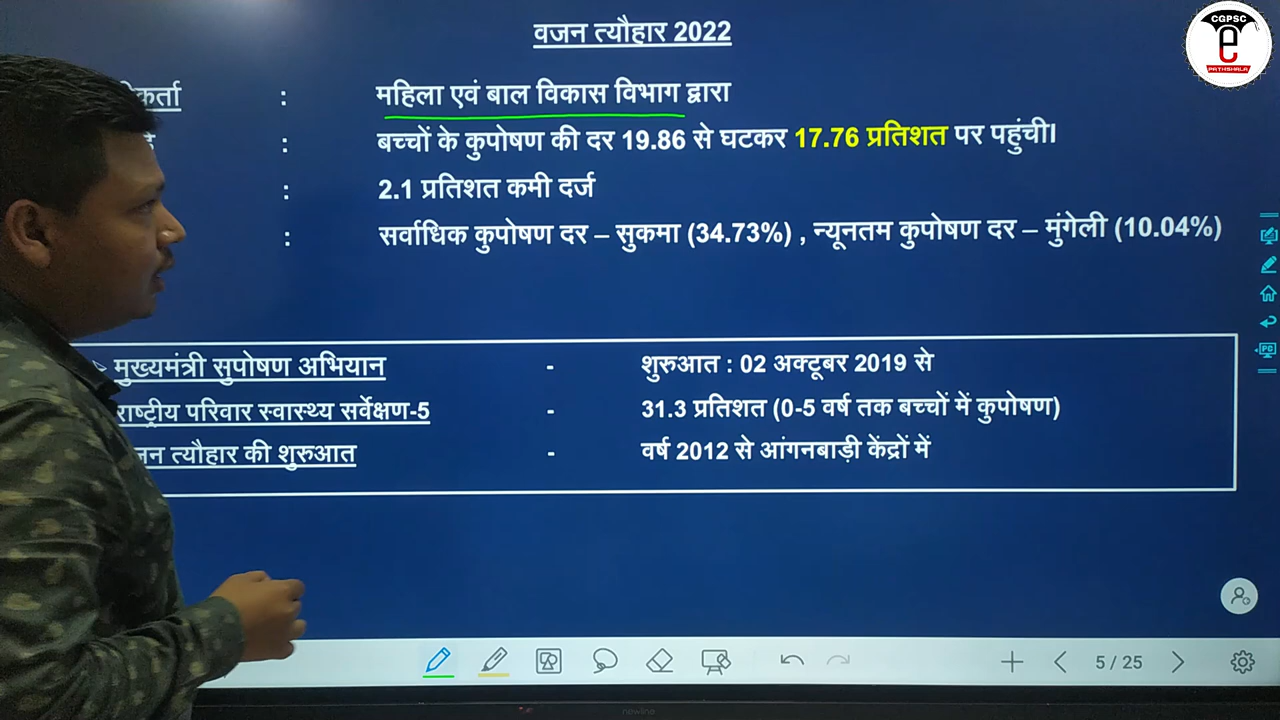 CGPSC
e
PATHSHALA
वजन त्यौहार 2022
: महिला एवं बाल विकास विभाग द्वारा
: बच्चों के कुपोषण की दर 19.86 से घटकर 17.76 प्रतिशत पर पहुंची।
: 2.1 प्रतिशत कमी दर्ज
: सर्वाधिक कुपोषण दर – सुकमा (34.73%) , न्यूनतम कुपोषण दर – मुंगेली (10.04%)
मुख्यमंत्री सुपोषण अभियान - शुरुआत : 02 अक्टूबर 2019 से
राष्ट्रीय परिवार स्वास्थ्य सर्वेक्षण-5 - 31.3 प्रतिशत (0-5 वर्ष तक बच्चों में कुपोषण)
त्यौहार की शुरुआत - वर्ष 2012 से आंगनबाड़ी केंद्रों में
PC
5 / 25
newline